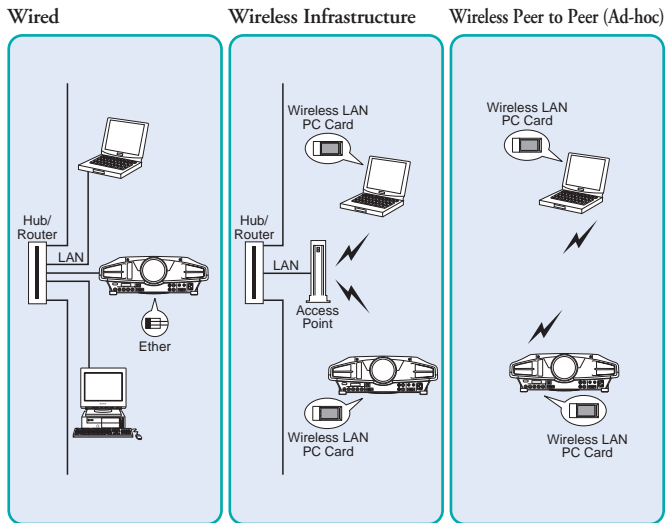 Wired
Hub/
Router
LAN
Ether
Wireless Infrastructure
Wireless LAN
PC Card
Hub/
Router
LAN
Access
Point
Wireless LAN
PC Card
Wireless Peer to Peer (Ad-hoc)
Wireless LAN
PC Card
Wireless LAN
PC Card